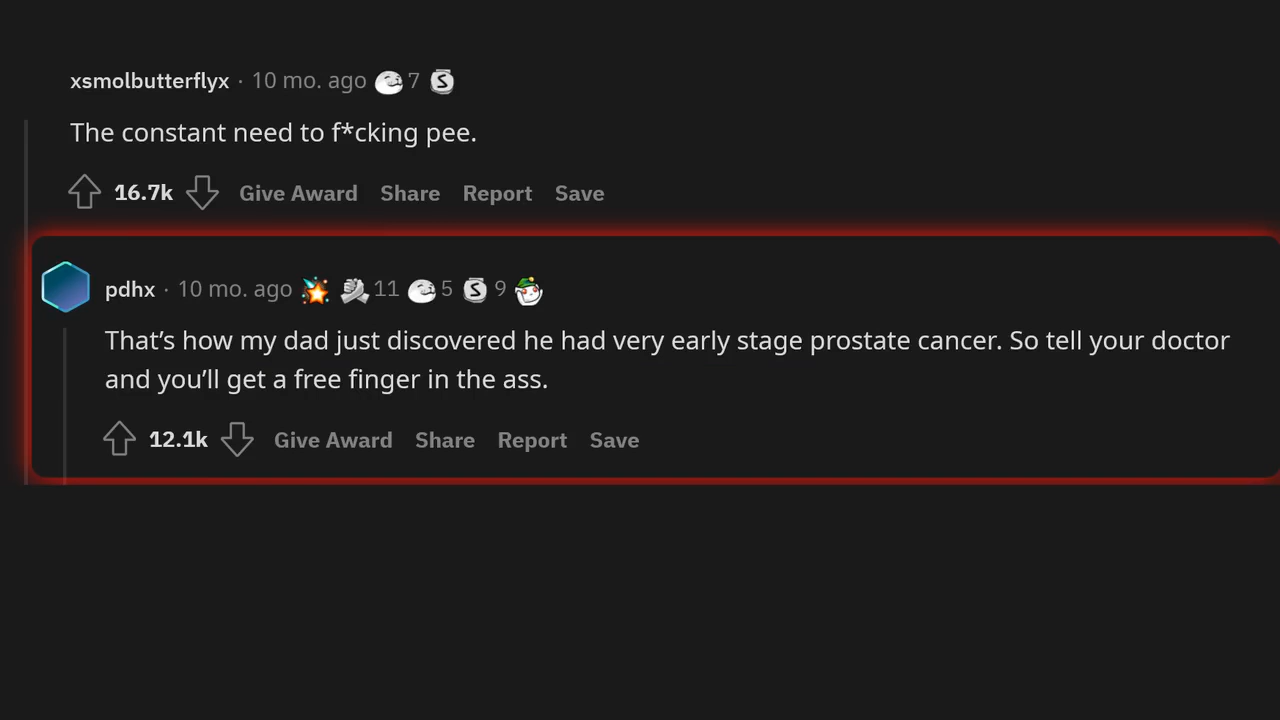 xsmolbutterflyx · 10 mo. ago 7 S
The constant need to f*cking pee.
16.7k Give Award Share Report Save
pdhx · 10 mo. ago 11 5 S 9
That’s how my dad just discovered he had very early stage prostate cancer. So tell your doctor
and you’ll get a free finger in the ass.
12.1k Give Award Share Report Save